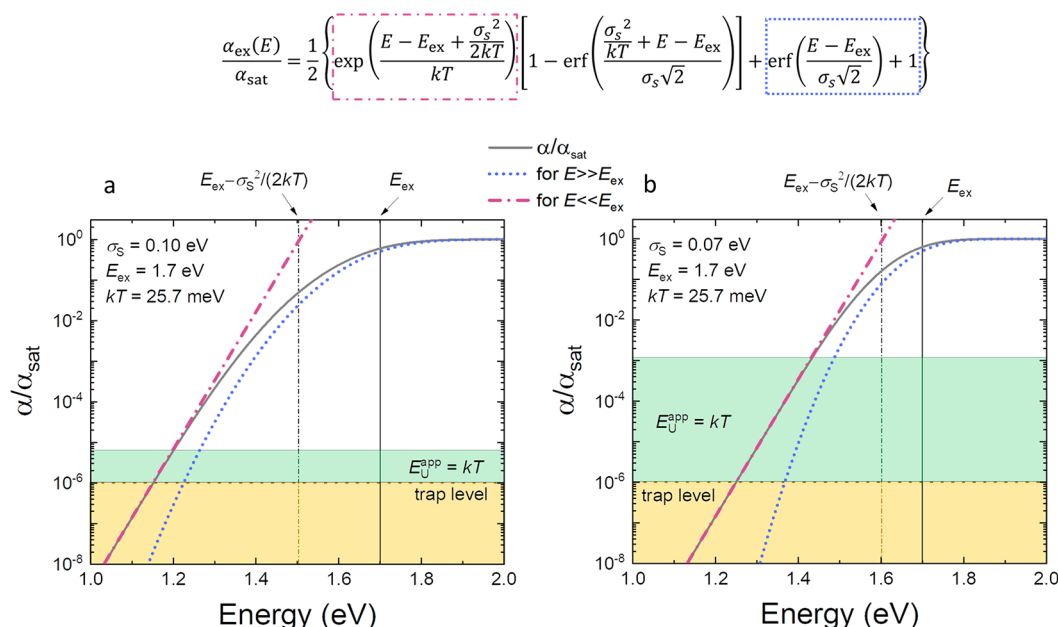 α_ex(E)/α_sat = 1/2 { exp( (E − E_ex + σ_s²/2kT) / kT ) [ 1 − erf( (σ_s²/kT + E − E_ex) / σ_s√2 ) ] + erf( (E − E_ex) / σ_s√2 ) + 1 }
α/α_sat
for E>>E_ex
for E<<E_ex
a
E_ex−σ_S²/(2kT)
E_ex
σ_S = 0.10 eV
E_ex = 1.7 eV
kT = 25.7 meV
E_U^app = kT
trap level
α/α_sat
10^0
10^-2
10^-4
10^-6
10^-8
1.0 1.2 1.4 1.6 1.8 2.0
Energy (eV)
b
E_ex−σ_S²/(2kT)
E_ex
σ_S = 0.07 eV
E_ex = 1.7 eV
kT = 25.7 meV
E_U^app = kT
trap level
α/α_sat
10^0
10^-2
10^-4
10^-6
10^-8
1.0 1.2 1.4 1.6 1.8 2.0
Energy (eV)